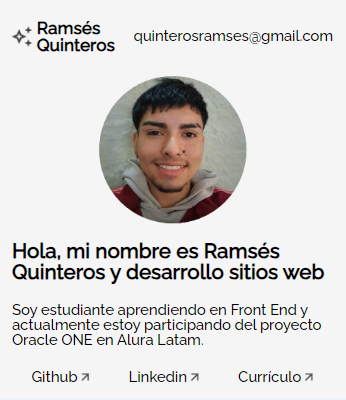 Ramsés
Quinteros
quinterosramses@gmail.com
Hola, mi nombre es Ramsés
Quinteros y desarrollo sitios web
Soy estudiante aprendiendo en Front End y
actualmente estoy participando del proyecto
Oracle ONE en Alura Latam.
Github
Linkedin
Currículo